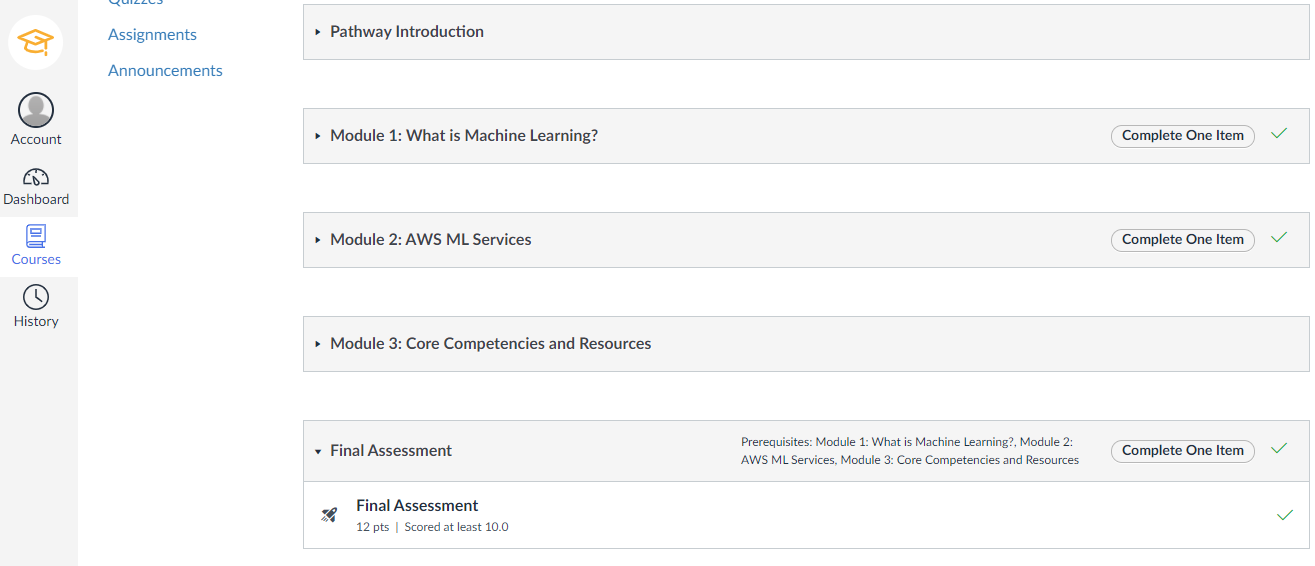 Quizzes
Assignments
Announcements
Account
Dashboard
Courses
History
Pathway Introduction
Module 1: What is Machine Learning?
Complete One Item
Module 2: AWS ML Services
Complete One Item
Module 3: Core Competencies and Resources
Final Assessment
Prerequisites: Module 1: What is Machine Learning?, Module 2:
AWS ML Services, Module 3: Core Competencies and Resources
Complete One Item
Final Assessment
12 pts | Scored at least 10.0